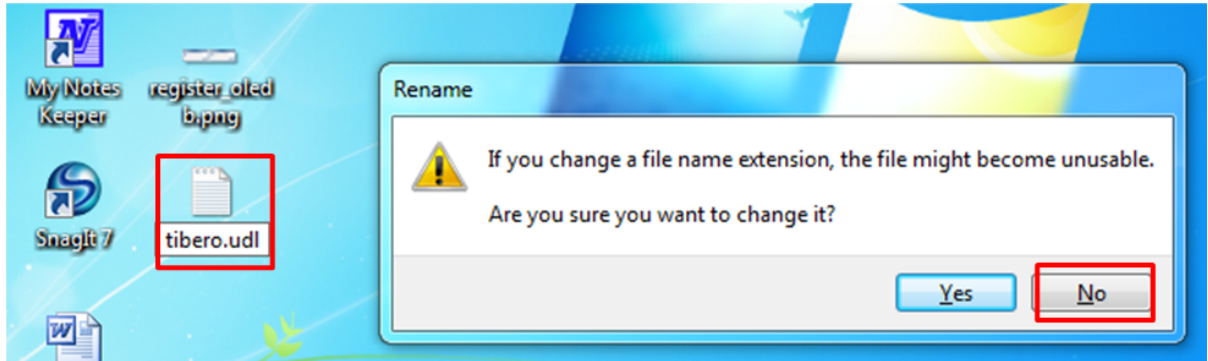 My Notes
Keeper
register_oled
b.png
SnagIt 7
tibero.udl
Rename
If you change a file name extension, the file might become unusable.
Are you sure you want to change it?
Yes
No